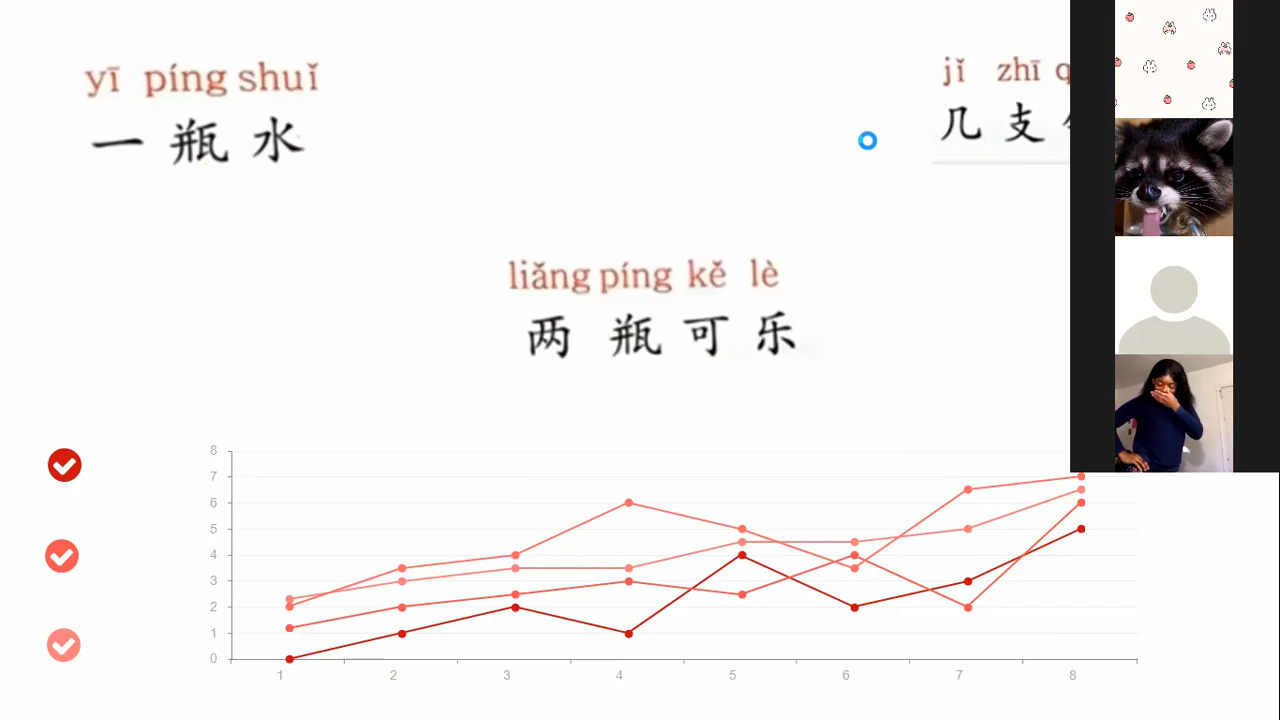 yī píng shuǐ
一 瓶 水
jǐ zhī
几 支
liǎng píng kě lè
两 瓶 可 乐
8
7
6
5
4
3
2
1
0
1 2 3 4 5 6 7 8